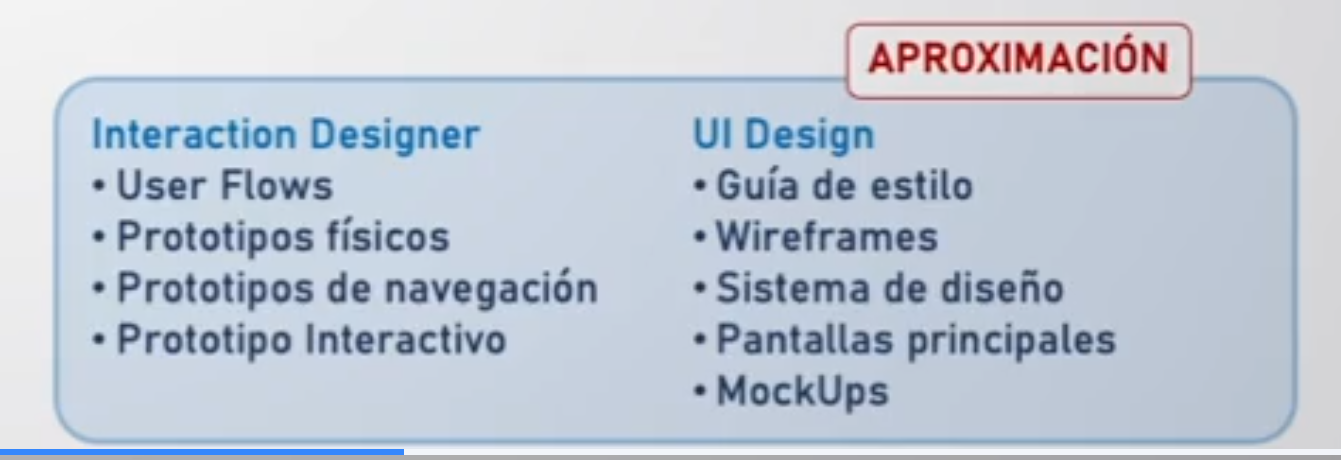 APROXIMACIÓN
Interaction Designer
• User Flows
• Prototipos físicos
• Prototipos de navegación
• Prototipo Interactivo
UI Design
• Guía de estilo
• Wireframes
• Sistema de diseño
• Pantallas principales
• MockUps